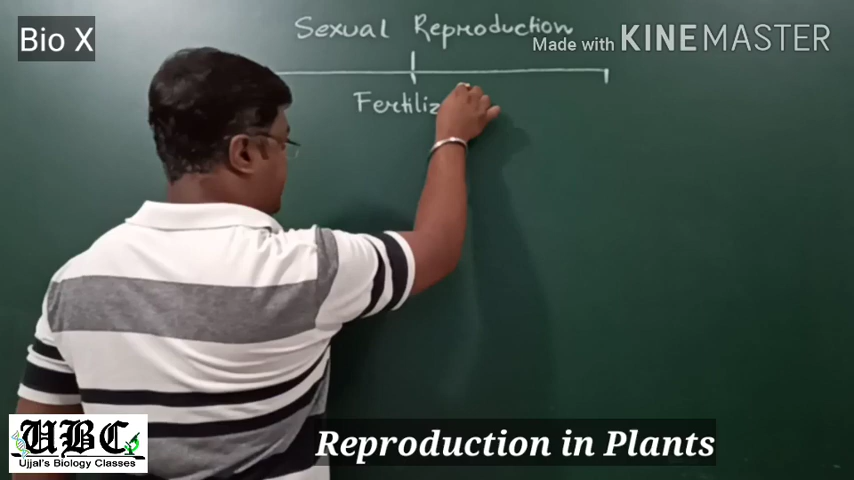 Bio X
Sexual Reproduction
Made with KINEMASTER
Fertiliz
UBC
Ujjal's Biology Classes
Reproduction in Plants